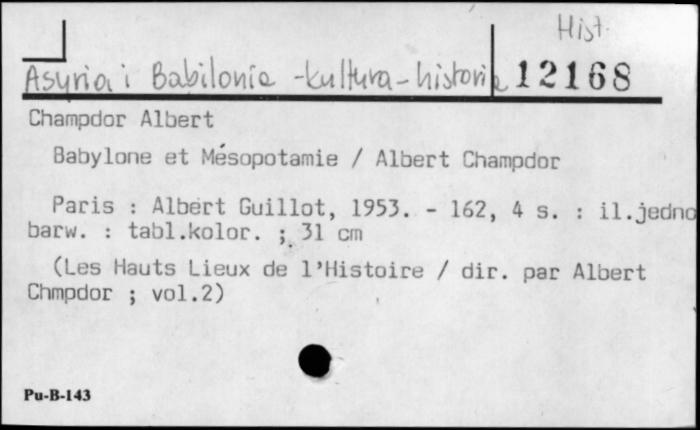 Hist.
Asyria i Babilonia - kultura - historia 12168
Champdor Albert
Babylone et Mésopotamie / Albert Champdor
Paris : Albert Guillot, 1953. - 162, 4 s. : il.jedno
barw. : tabl.kolor. ; 31 cm
(Les Hauts Lieux de l'Histoire / dir. par Albert
Chmpdor ; vol.2)
Pu-B-143